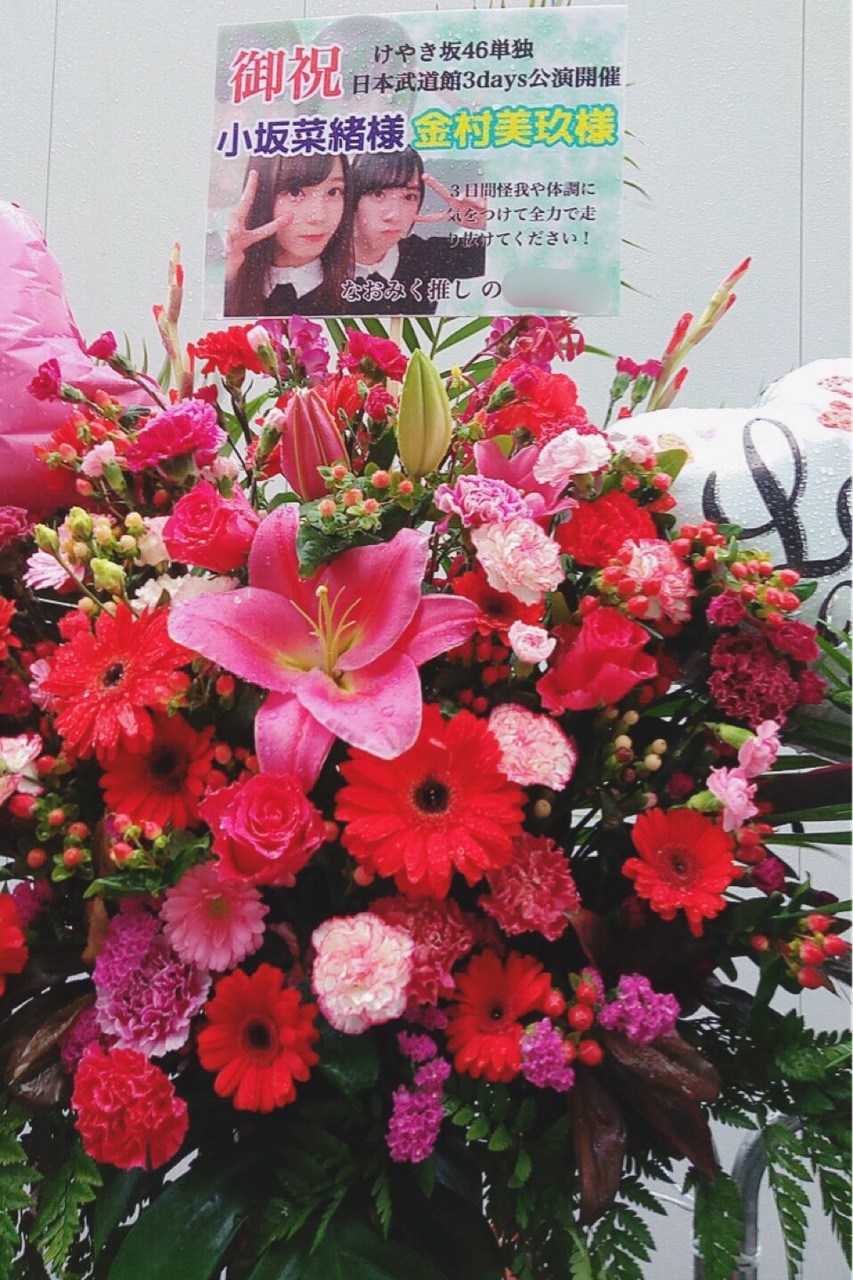 御祝
けやき坂46単独
日本武道館3days公演開催
小坂菜緒様 金村美玖様
３日間怪我や体調に
気をつけて全力で走
り抜けてください！
なおみく推し の